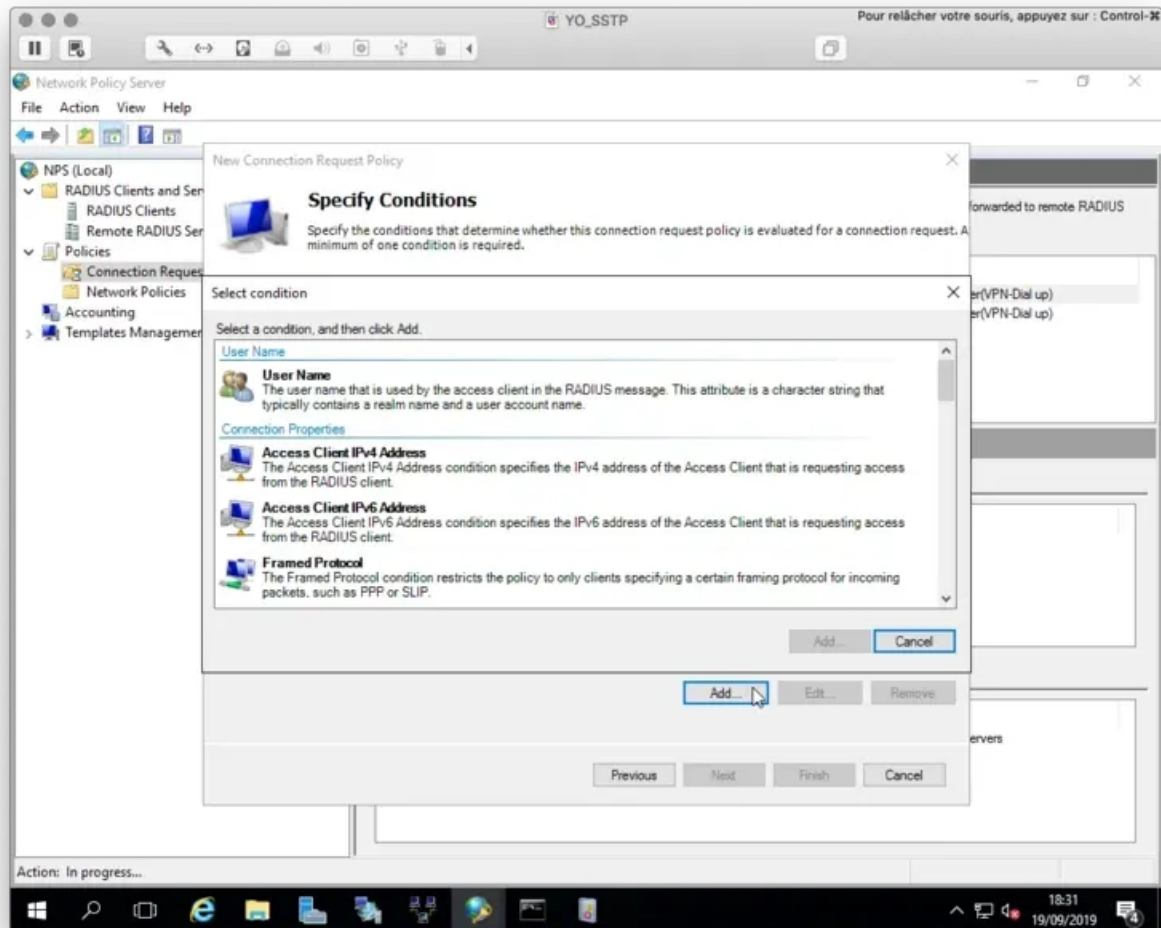 YO_SSTP
Pour relâcher votre souris, appuyez sur : Control-⌘
Network Policy Server
File Action View Help
NPS (Local)
RADIUS Clients and Ser
RADIUS Clients
Remote RADIUS Ser
Policies
Connection Reques
Network Policies
Accounting
Templates Managemer
New Connection Request Policy
Specify Conditions
Specify the conditions that determine whether this connection request policy is evaluated for a connection request. A
minimum of one condition is required.
forwarded to remote RADIUS
er(VPN-Dial up)
er(VPN-Dial up)
Select condition
Select a condition, and then click Add.
User Name
User Name
The user name that is used by the access client in the RADIUS message. This attribute is a character string that
typically contains a realm name and a user account name.
Connection Properties
Access Client IPv4 Address
The Access Client IPv4 Address condition specifies the IPv4 address of the Access Client that is requesting access
from the RADIUS client.
Access Client IPv6 Address
The Access Client IPv6 Address condition specifies the IPv6 address of the Access Client that is requesting access
from the RADIUS client.
Framed Protocol
The Framed Protocol condition restricts the policy to only clients specifying a certain framing protocol for incoming
packets, such as PPP or SLIP.
Add... Cancel
Add... Edit... Remove
ervers
Previous Next Finish Cancel
Action: In progress...
18:31
19/09/2019
4